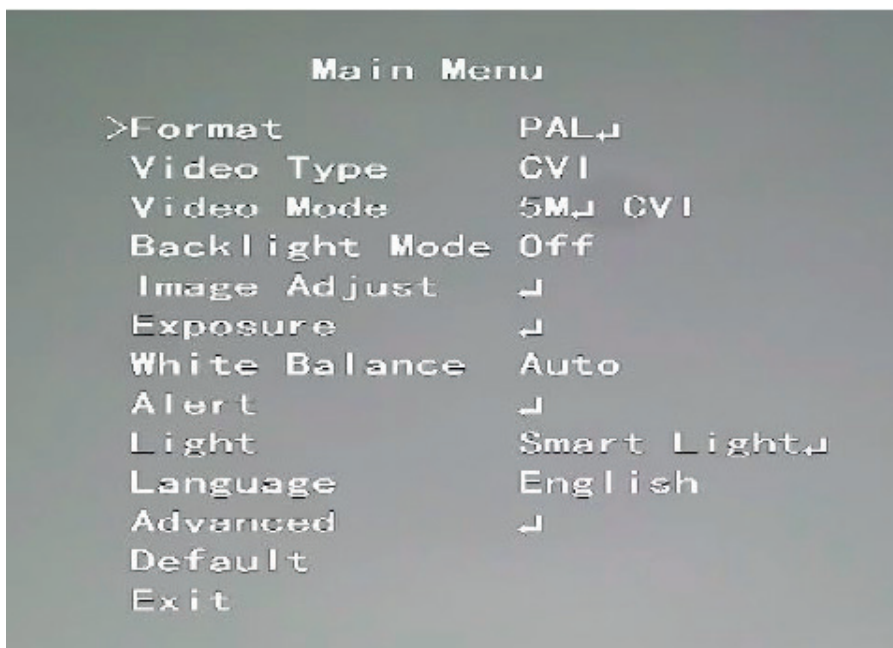 Main Menu
>Format PAL↵
Video Type CVI
Video Mode 5M↵ CVI
Backlight Mode Off
Image Adjust ↵
Exposure ↵
White Balance Auto
Alert ↵
Light Smart Light↵
Language English
Advanced ↵
Default
Exit